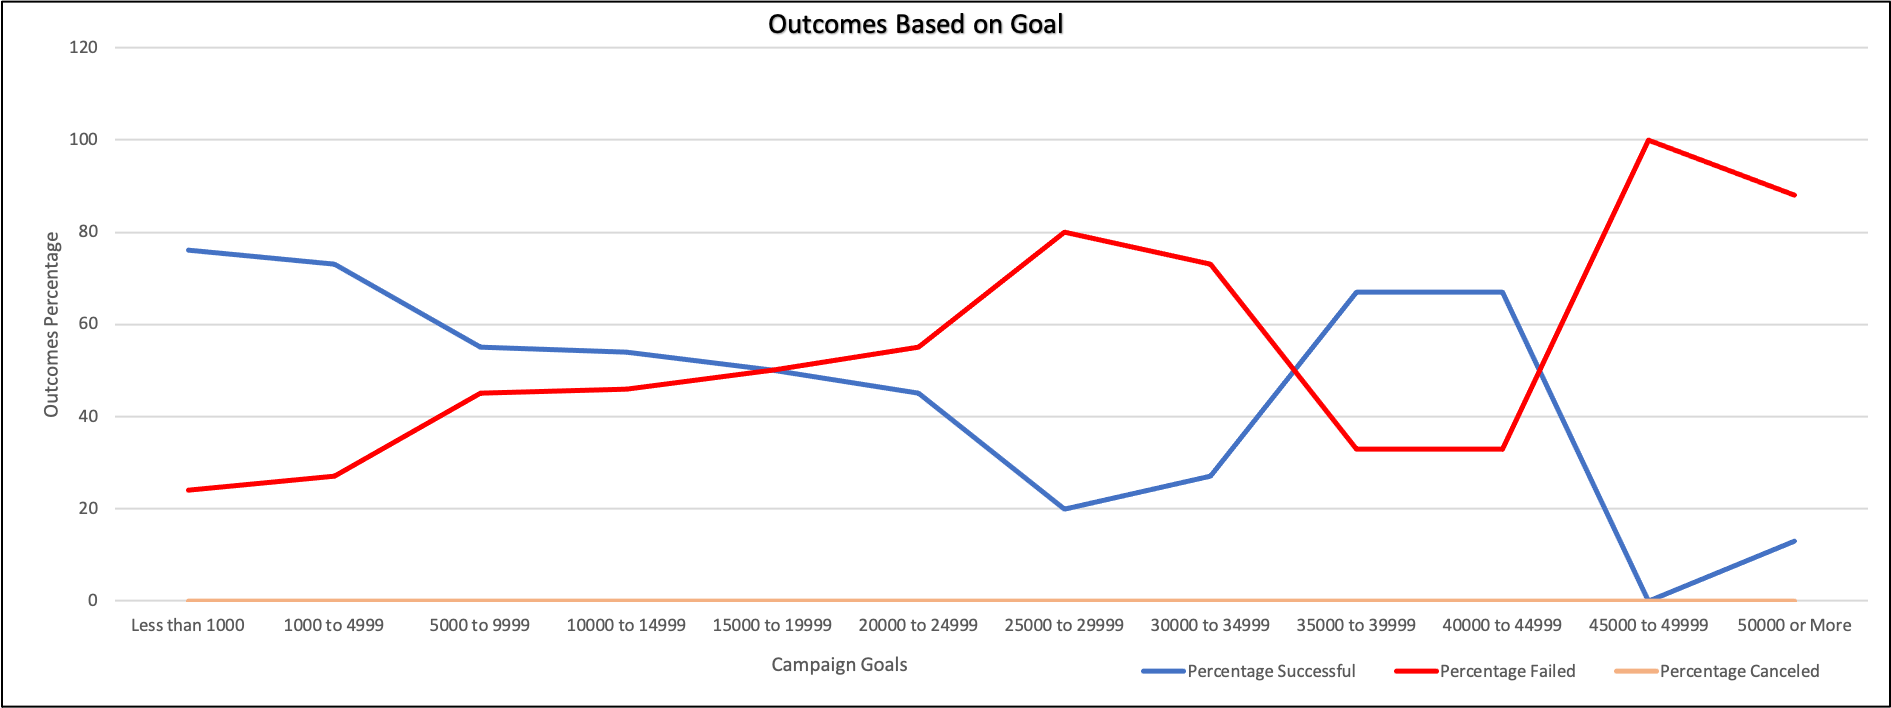 Outcomes Based on Goal
120
100
80
60
40
20
0
Outcomes Percentage
Less than 1000 1000 to 4999 5000 to 9999 10000 to 14999 15000 to 19999 20000 to 24999 25000 to 29999 30000 to 34999 35000 to 39999 40000 to 44999 45000 to 49999 50000 or More
Campaign Goals
Percentage Successful Percentage Failed Percentage Canceled